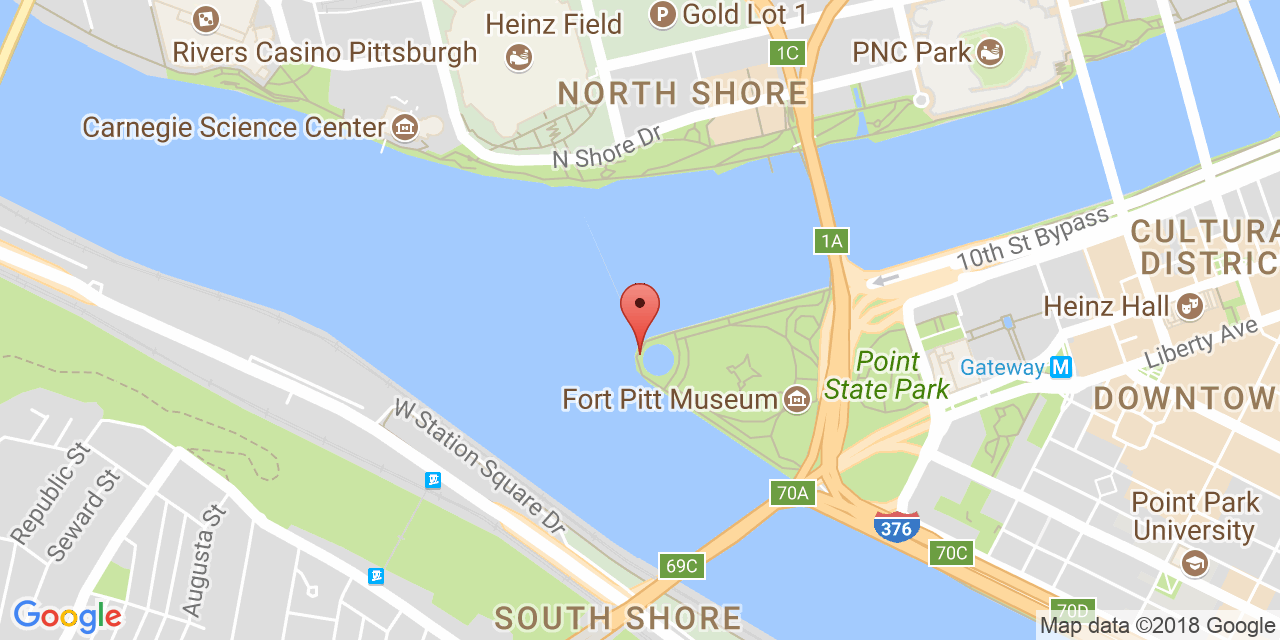 Heinz Field
P Gold Lot 1
Rivers Casino Pittsburgh
1C
PNC Park
NORTH SHORE
Carnegie Science Center
N Shore Dr
1A
10th St Bypass
CULTURA
DISTRIC
Heinz Hall
Liberty Ave
Point
State Park
Gateway M
Fort Pitt Museum
DOWNTOW
W Station Square Dr
Republic St
Seward St
Augusta St
70A
376
Point Park
University
70C
69C
70D
SOUTH SHORE
Google
Map data ©2018 Google